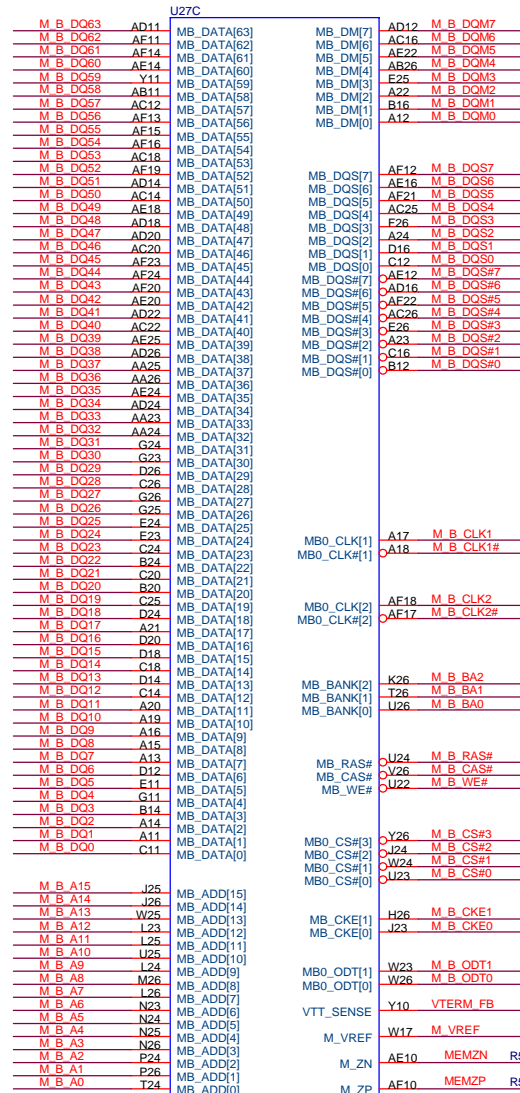 U27C
M_B_DQ63 AD11 MB_DATA[63]
M_B_DQ62 AF11 MB_DATA[62]
M_B_DQ61 AF14 MB_DATA[61]
M_B_DQ60 AE14 MB_DATA[60]
M_B_DQ59 Y11 MB_DATA[59]
M_B_DQ58 AB11 MB_DATA[58]
M_B_DQ57 AC12 MB_DATA[57]
M_B_DQ56 AF13 MB_DATA[56]
M_B_DQ55 AF15 MB_DATA[55]
M_B_DQ54 AF16 MB_DATA[54]
M_B_DQ53 AC18 MB_DATA[53]
M_B_DQ52 AF19 MB_DATA[52]
M_B_DQ51 AD14 MB_DATA[51]
M_B_DQ50 AC14 MB_DATA[50]
M_B_DQ49 AE18 MB_DATA[49]
M_B_DQ48 AD18 MB_DATA[48]
M_B_DQ47 AD20 MB_DATA[47]
M_B_DQ46 AC20 MB_DATA[46]
M_B_DQ45 AF23 MB_DATA[45]
M_B_DQ44 AF24 MB_DATA[44]
M_B_DQ43 AF20 MB_DATA[43]
M_B_DQ42 AE20 MB_DATA[42]
M_B_DQ41 AD22 MB_DATA[41]
M_B_DQ40 AC22 MB_DATA[40]
M_B_DQ39 AE25 MB_DATA[39]
M_B_DQ38 AD26 MB_DATA[38]
M_B_DQ37 AA25 MB_DATA[37]
M_B_DQ36 AA26 MB_DATA[36]
M_B_DQ35 AE24 MB_DATA[35]
M_B_DQ34 AD24 MB_DATA[34]
M_B_DQ33 AA23 MB_DATA[33]
M_B_DQ32 AA24 MB_DATA[32]
M_B_DQ31 G24 MB_DATA[31]
M_B_DQ30 G23 MB_DATA[30]
M_B_DQ29 D26 MB_DATA[29]
M_B_DQ28 C26 MB_DATA[28]
M_B_DQ27 G26 MB_DATA[27]
M_B_DQ26 G25 MB_DATA[26]
M_B_DQ25 E24 MB_DATA[25]
M_B_DQ24 E23 MB_DATA[24]
M_B_DQ23 C24 MB_DATA[23]
M_B_DQ22 B24 MB_DATA[22]
M_B_DQ21 C20 MB_DATA[21]
M_B_DQ20 B20 MB_DATA[20]
M_B_DQ19 C25 MB_DATA[19]
M_B_DQ18 D24 MB_DATA[18]
M_B_DQ17 A21 MB_DATA[17]
M_B_DQ16 D20 MB_DATA[16]
M_B_DQ15 D18 MB_DATA[15]
M_B_DQ14 C18 MB_DATA[14]
M_B_DQ13 D14 MB_DATA[13]
M_B_DQ12 C14 MB_DATA[12]
M_B_DQ11 A20 MB_DATA[11]
M_B_DQ10 A19 MB_DATA[10]
M_B_DQ9 A16 MB_DATA[9]
M_B_DQ8 A15 MB_DATA[8]
M_B_DQ7 A13 MB_DATA[7]
M_B_DQ6 D12 MB_DATA[6]
M_B_DQ5 E11 MB_DATA[5]
M_B_DQ4 G11 MB_DATA[4]
M_B_DQ3 B14 MB_DATA[3]
M_B_DQ2 A14 MB_DATA[2]
M_B_DQ1 A11 MB_DATA[1]
M_B_DQ0 C11 MB_DATA[0]
M_B_A15 J25 MB_ADD[15]
M_B_A14 J26 MB_ADD[14]
M_B_A13 W25 MB_ADD[13]
M_B_A12 L23 MB_ADD[12]
M_B_A11 L25 MB_ADD[11]
M_B_A10 U25 MB_ADD[10]
M_B_A9 L24 MB_ADD[9]
M_B_A8 M26 MB_ADD[8]
M_B_A7 L26 MB_ADD[7]
M_B_A6 N23 MB_ADD[6]
M_B_A5 N24 MB_ADD[5]
M_B_A4 N25 MB_ADD[4]
M_B_A3 N26 MB_ADD[3]
M_B_A2 P24 MB_ADD[2]
M_B_A1 P26 MB_ADD[1]
M_B_A0 T24 MB_ADD[0]
MB_DM[7] AD12 M_B_DQM7
MB_DM[6] AC16 M_B_DQM6
MB_DM[5] AE22 M_B_DQM5
MB_DM[4] AB26 M_B_DQM4
MB_DM[3] E25 M_B_DQM3
MB_DM[2] A22 M_B_DQM2
MB_DM[1] B16 M_B_DQM1
MB_DM[0] A12 M_B_DQM0
MB_DQS[7] AF12 M_B_DQS7
MB_DQS[6] AE16 M_B_DQS6
MB_DQS[5] AF21 M_B_DQS5
MB_DQS[4] AC25 M_B_DQS4
MB_DQS[3] F26 M_B_DQS3
MB_DQS[2] A24 M_B_DQS2
MB_DQS[1] D16 M_B_DQS1
MB_DQS[0] C12 M_B_DQS0
MB_DQS#[7] AE12 M_B_DQS#7
MB_DQS#[6] AD16 M_B_DQS#6
MB_DQS#[5] AE22 M_B_DQS#5
MB_DQS#[4] AC26 M_B_DQS#4
MB_DQS#[3] E26 M_B_DQS#3
MB_DQS#[2] A23 M_B_DQS#2
MB_DQS#[1] C16 M_B_DQS#1
MB_DQS#[0] B12 M_B_DQS#0
MB0_CLK[1] A17 M_B_CLK1
MB0_CLK#[1] A18 M_B_CLK1#
MB0_CLK[2] AF18 M_B_CLK2
MB0_CLK#[2] AF17 M_B_CLK2#
MB_BANK[2] K26 M_B_BA2
MB_BANK[1] T26 M_B_BA1
MB_BANK[0] U26 M_B_BA0
MB_RAS# U24 M_B_RAS#
MB_CAS# V26 M_B_CAS#
MB_WE# U22 M_B_WE#
MB0_CS#[3] Y26 M_B_CS#3
MB0_CS#[2] J24 M_B_CS#2
MB0_CS#[1] W24 M_B_CS#1
MB0_CS#[0] U23 M_B_CS#0
MB_CKE[1] H26 M_B_CKE1
MB_CKE[0] J23 M_B_CKE0
MB0_ODT[1] W23 M_B_ODT1
MB0_ODT[0] W26 M_B_ODT0
VTT_SENSE Y10 VTERM_FB
M_VREF W17 M_VREF
M_ZN AE10 MEMZN
M_ZP AF10 MEMZP